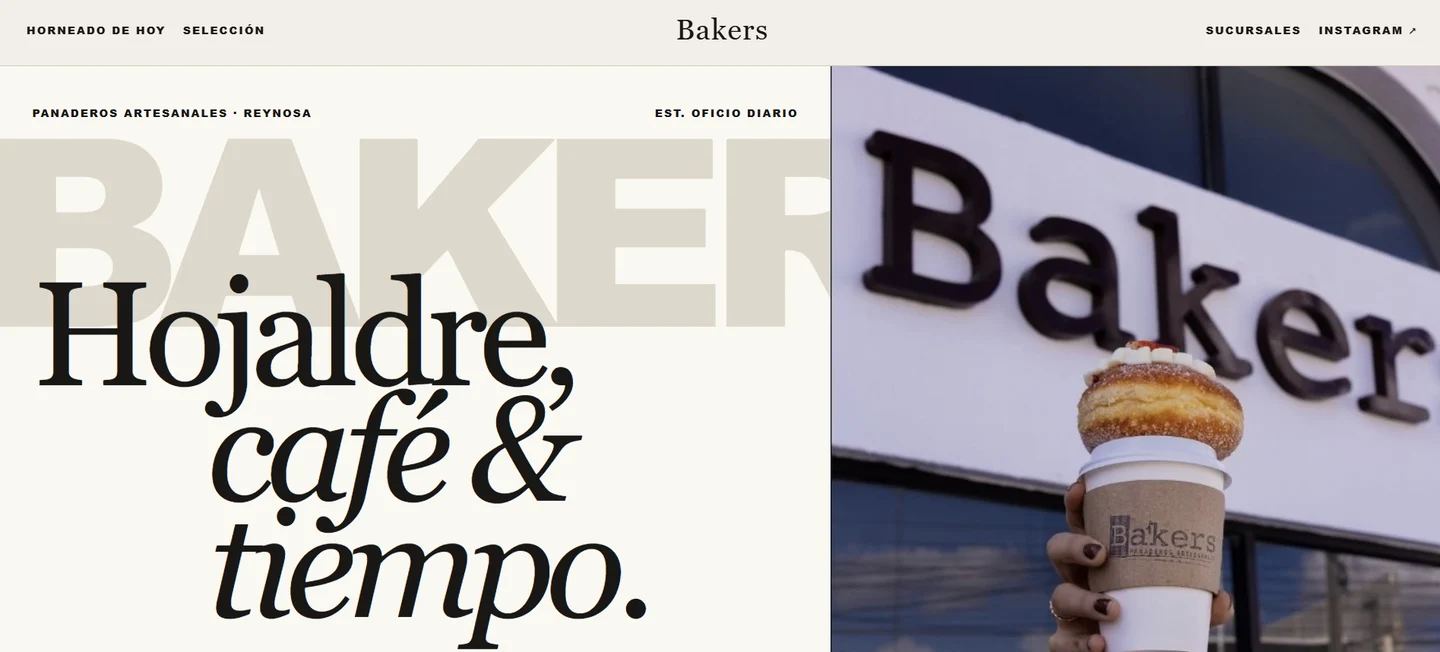 HORNEADO DE HOY SELECCIÓN Bakers SUCURSALES INSTAGRAM ↗
PANADEROS ARTESANALES · REYNOSA EST. OFICIO DIARIO
BAKER
Hojaldre,
café &
tiempo.
Baker
Bakers
PANADEROS